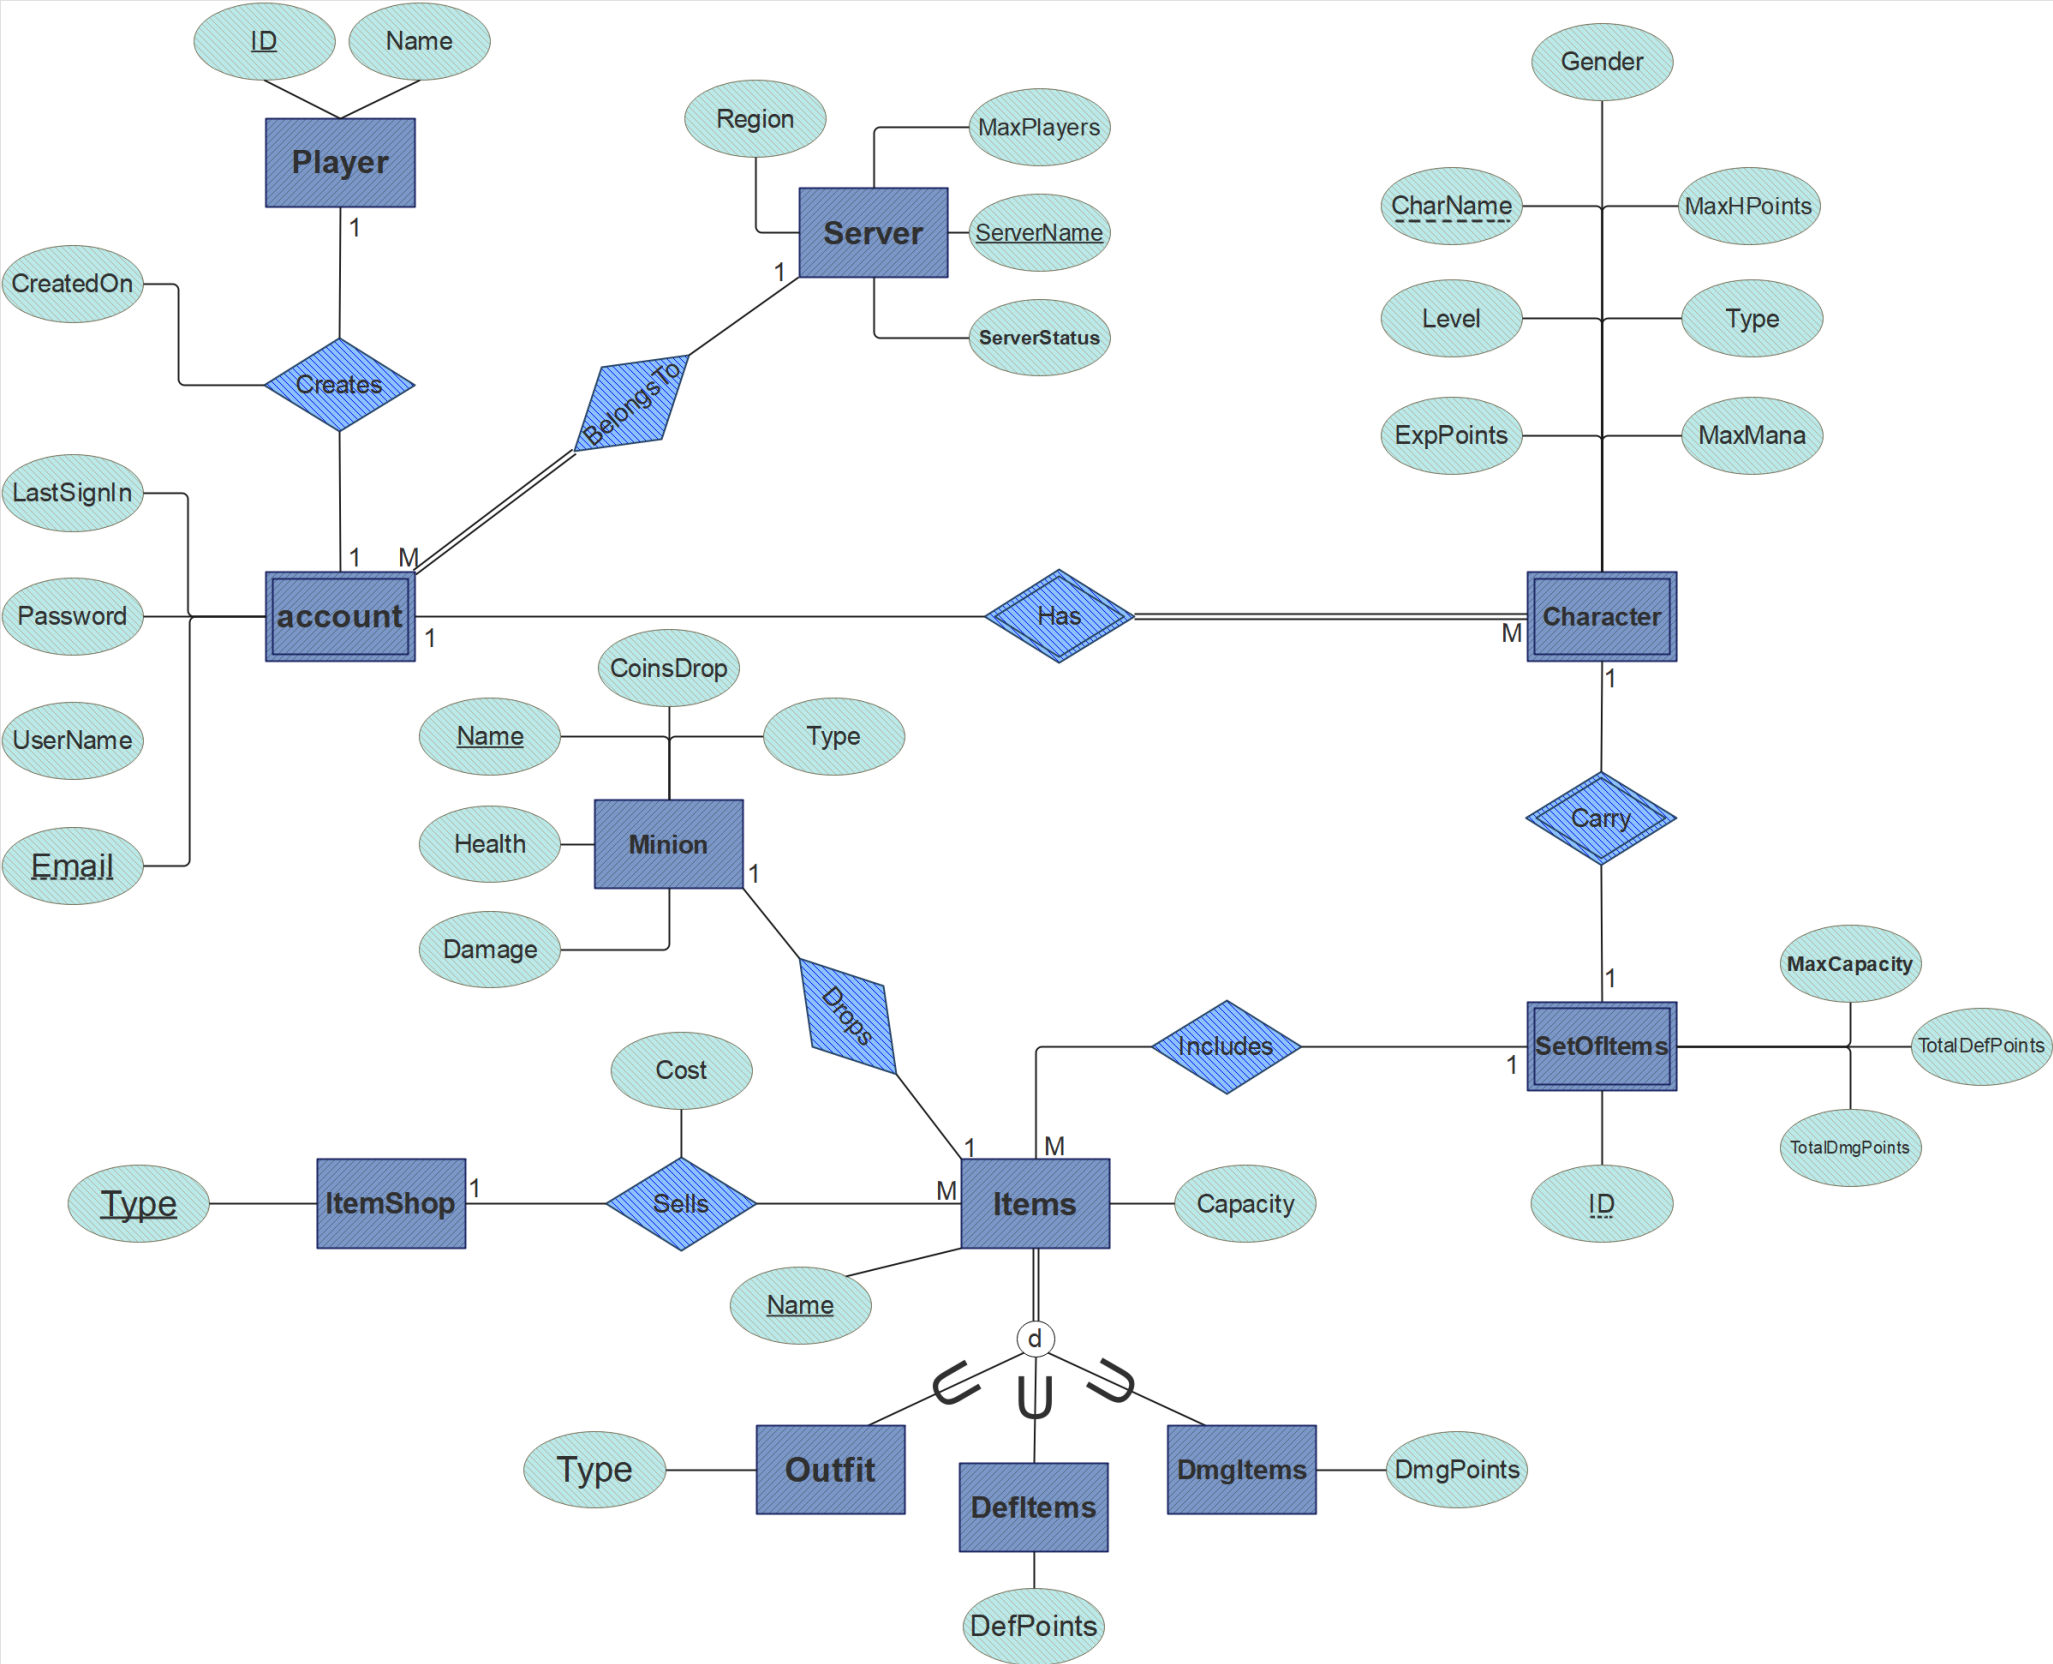 ID
Name
Gender
Player
Region
MaxPlayers
Server
ServerName
ServerStatus
1
1
CharName
MaxHPoints
Level
Type
ExpPoints
MaxMana
CreatedOn
Creates
BelongsTo
LastSignIn
1
M
Password
account
1
Has
M
Character
1
UserName
Email
CoinsDrop
Name
Type
Health
Minion
1
Damage
Drops
Carry
1
MaxCapacity
Includes
1
SetOfItems
TotalDefPoints
TotalDmgPoints
ID
Cost
1
M
Type
ItemShop
1
Sells
M
Items
Capacity
Name
d
Type
Outfit
DefItems
DmgItems
DmgPoints
DefPoints